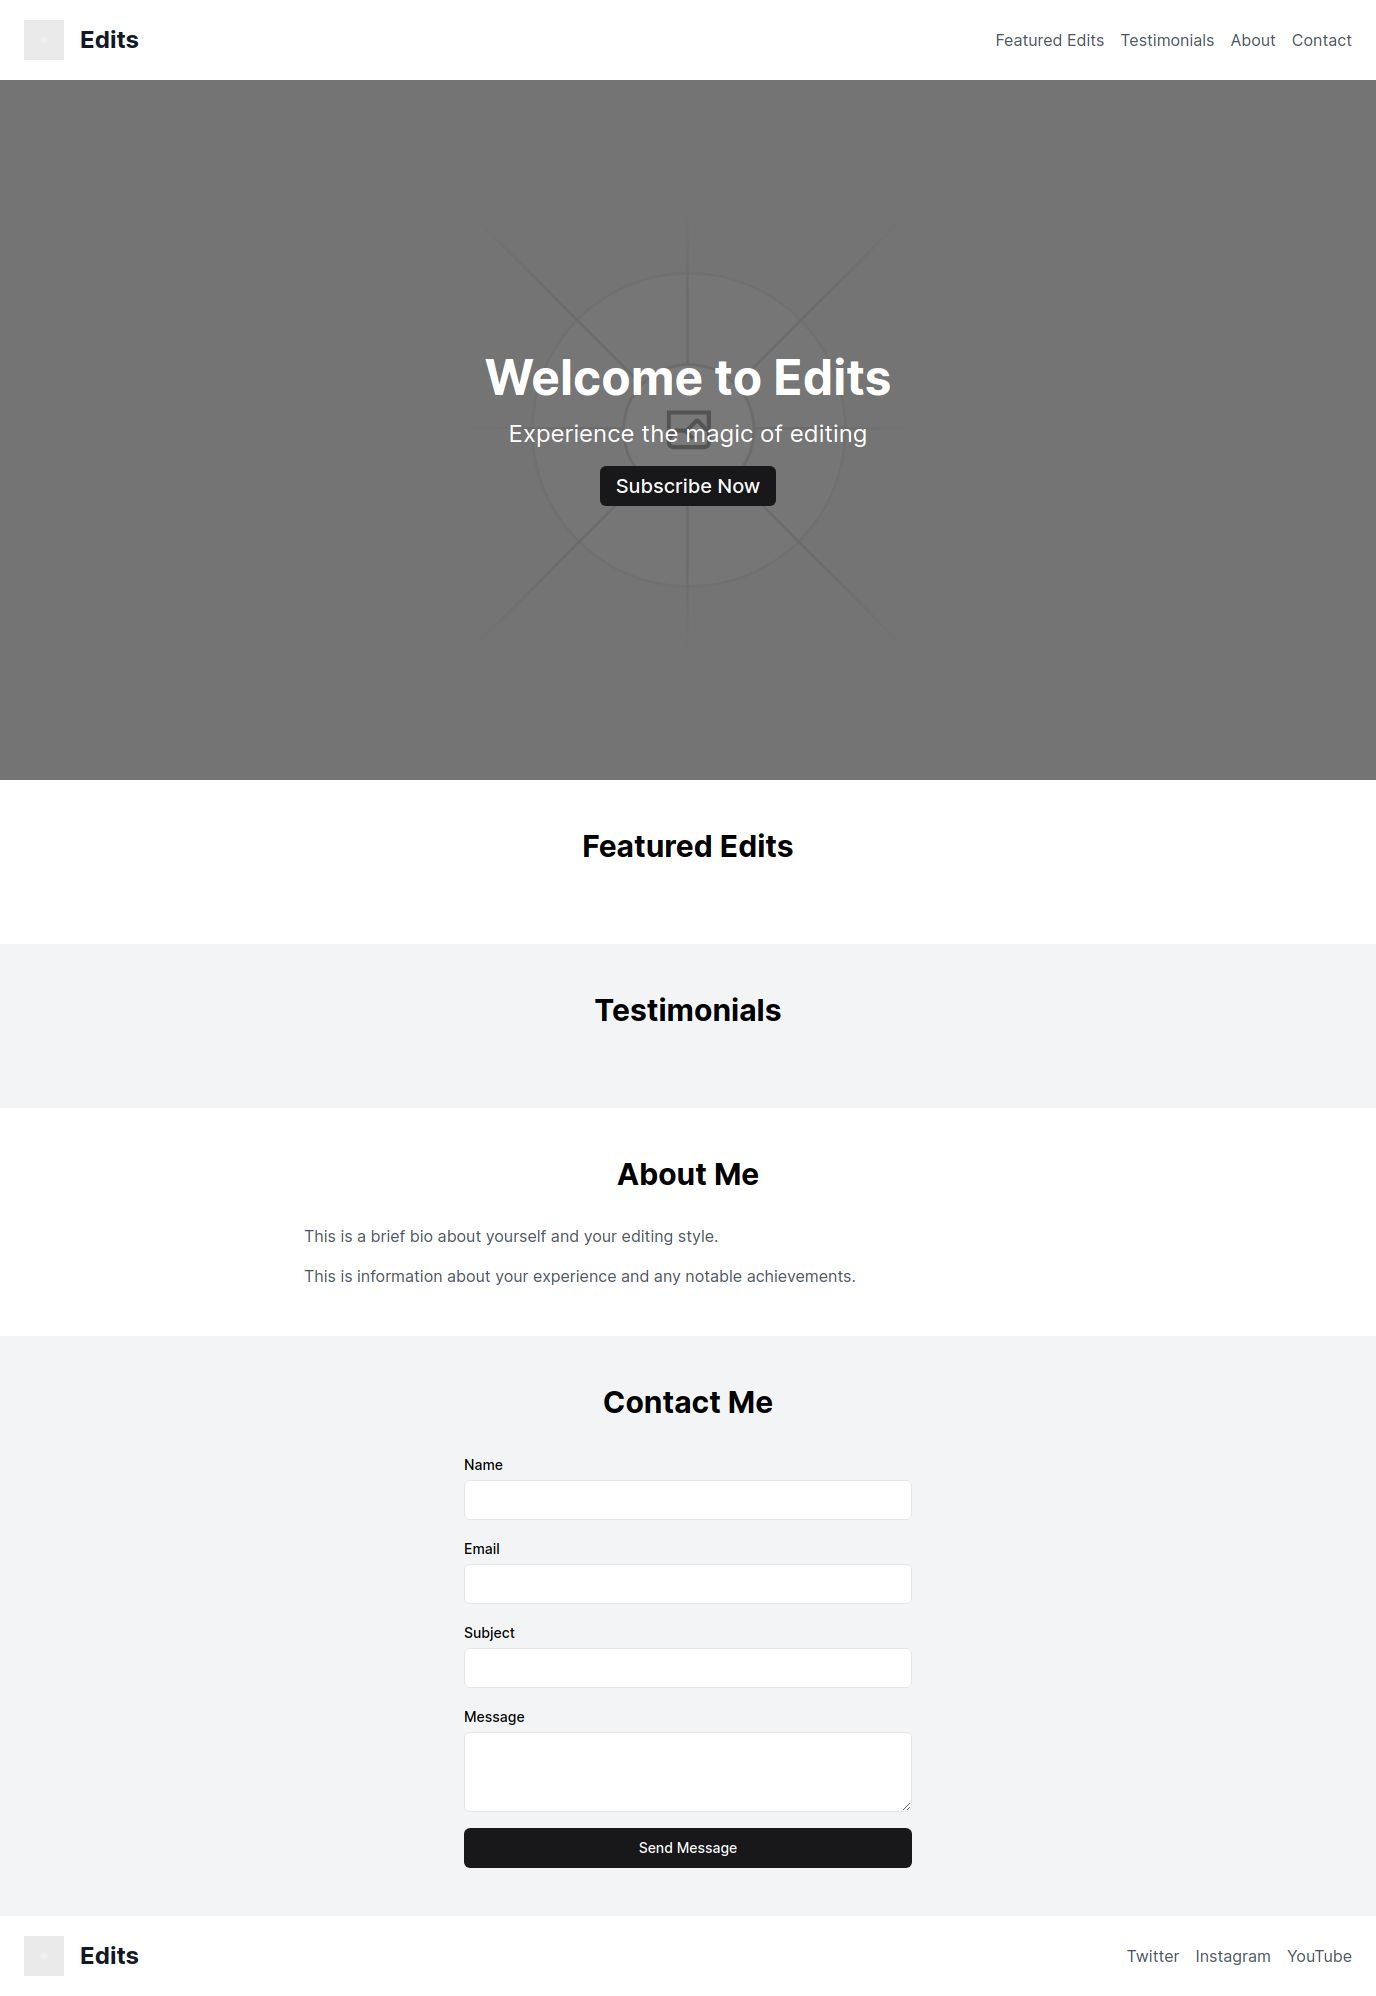 Edits
Featured Edits Testimonials About Contact
Welcome to Edits
Experience the magic of editing
Subscribe Now
Featured Edits
Testimonials
About Me
This is a brief bio about yourself and your editing style.
This is information about your experience and any notable achievements.
Contact Me
Name
Email
Subject
Message
Send Message
Edits
Twitter Instagram YouTube